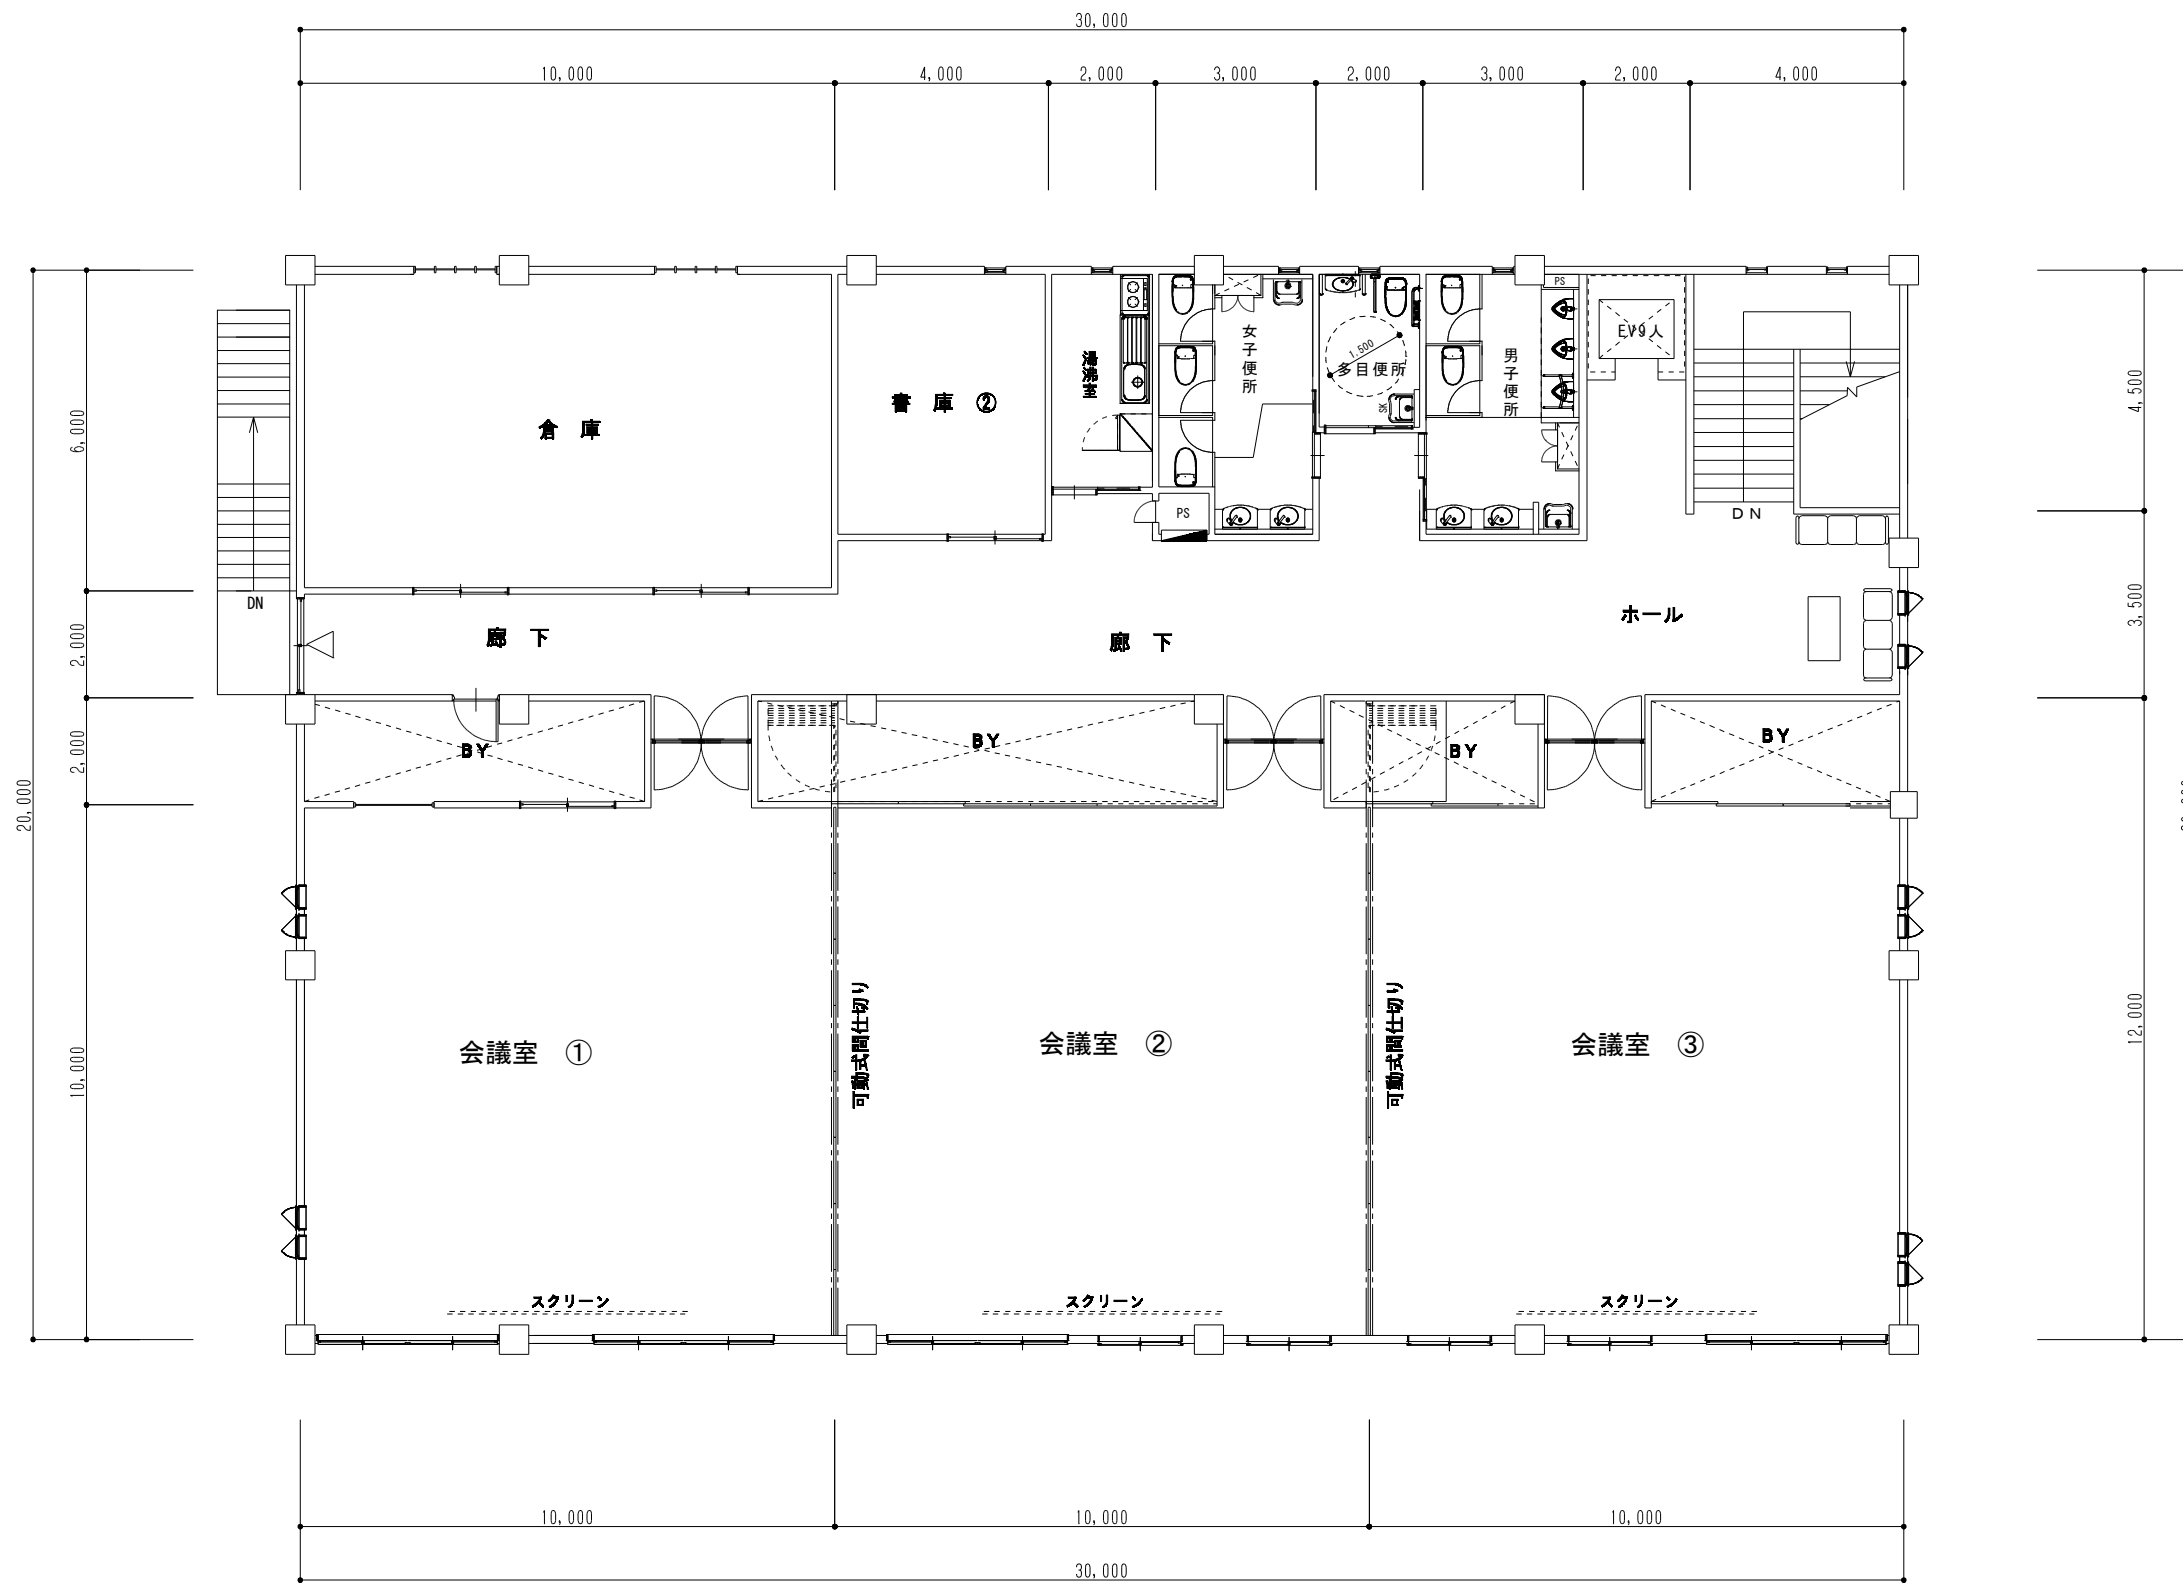 30,000
10,000
4,000
2,000
3,000
2,000
3,000
2,000
4,000
20,000
6,000
2,000
2,000
10,000
倉 庫
書 庫 ②
湯沸室
女子便所
1,500
多目便所
SK
男子便所
PS
EV9人
PS
DN
DN
廊 下
廊 下
ホール
BY
BY
BY
BY
会議室 ①
可動式間仕切り
会議室 ②
可動式間仕切り
会議室 ③
スクリーン
スクリーン
スクリーン
4,500
3,500
12,000
10,000
10,000
10,000
30,000